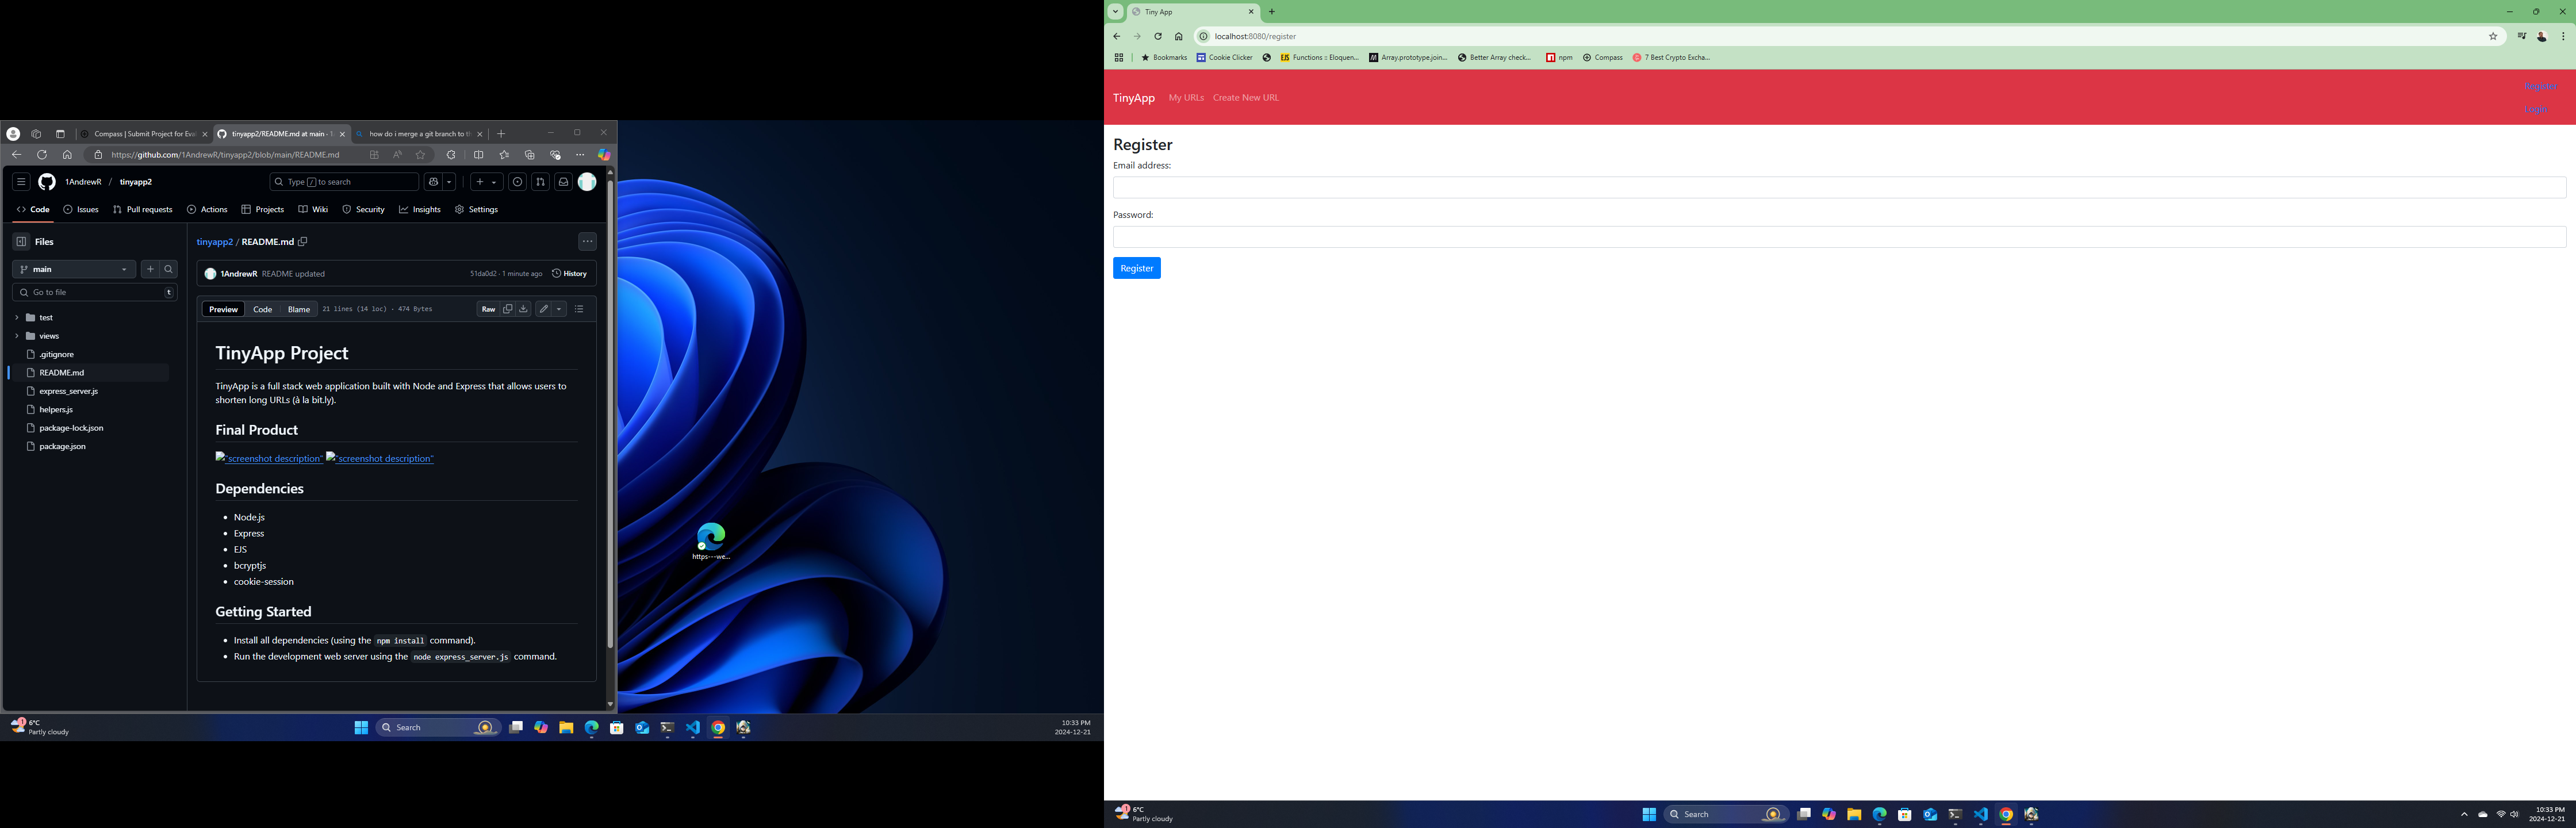 Compass | Submit Project for Eval
tinyapp2/README.md at main · 1
how do i merge a git branch to th
https://github.com/1AndrewR/tinyapp2/blob/main/README.md
1AndrewR / tinyapp2
Type / to search
Code Issues Pull requests Actions Projects Wiki Security Insights Settings
Files
main
Go to file
t
test
views
.gitignore
README.md
express_server.js
helpers.js
package-lock.json
package.json
tinyapp2 / README.md
1AndrewR README updated 51da0d2 · 1 minute ago History
Preview Code Blame 21 lines (14 loc) · 474 Bytes Raw
TinyApp Project
TinyApp is a full stack web application built with Node and Express that allows users to
shorten long URLs (à la bit.ly).
Final Product
"screenshot description" "screenshot description"
Dependencies
Node.js
Express
EJS
bcryptjs
cookie-session
Getting Started
Install all dependencies (using the npm install command).
Run the development web server using the node express_server.js command.
https---we...
1
6°C
Partly cloudy
Search
10:33 PM
2024-12-21
Tiny App
localhost:8080/register
Bookmarks Cookie Clicker Functions :: Eloquen... Array.prototype.join... Better Array check... npm Compass 7 Best Crypto Excha...
TinyApp My URLs Create New URL
Register
Login
Register
Email address:
Password:
Register
1
6°C
Partly cloudy
Search
10:33 PM
2024-12-21